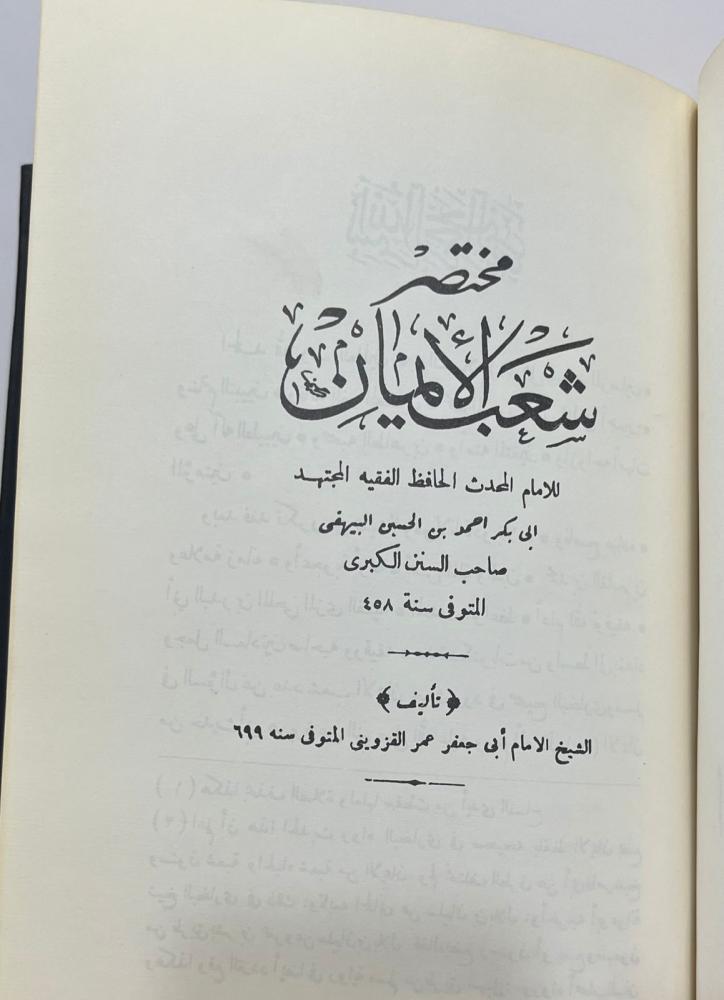 مختصر
شعب الأيمان
للامام المحدث الحافظ الفقيه المجتهد
ابى بكر احمد بن الحسين البيهقى
صاحب السنن الكبرى
المتوفى سنة ٤٥٨
﴿ تأليف ﴾
الشيخ الامام أبى جعفر عمر القزوينى المتوفى سنه ٦٩٩